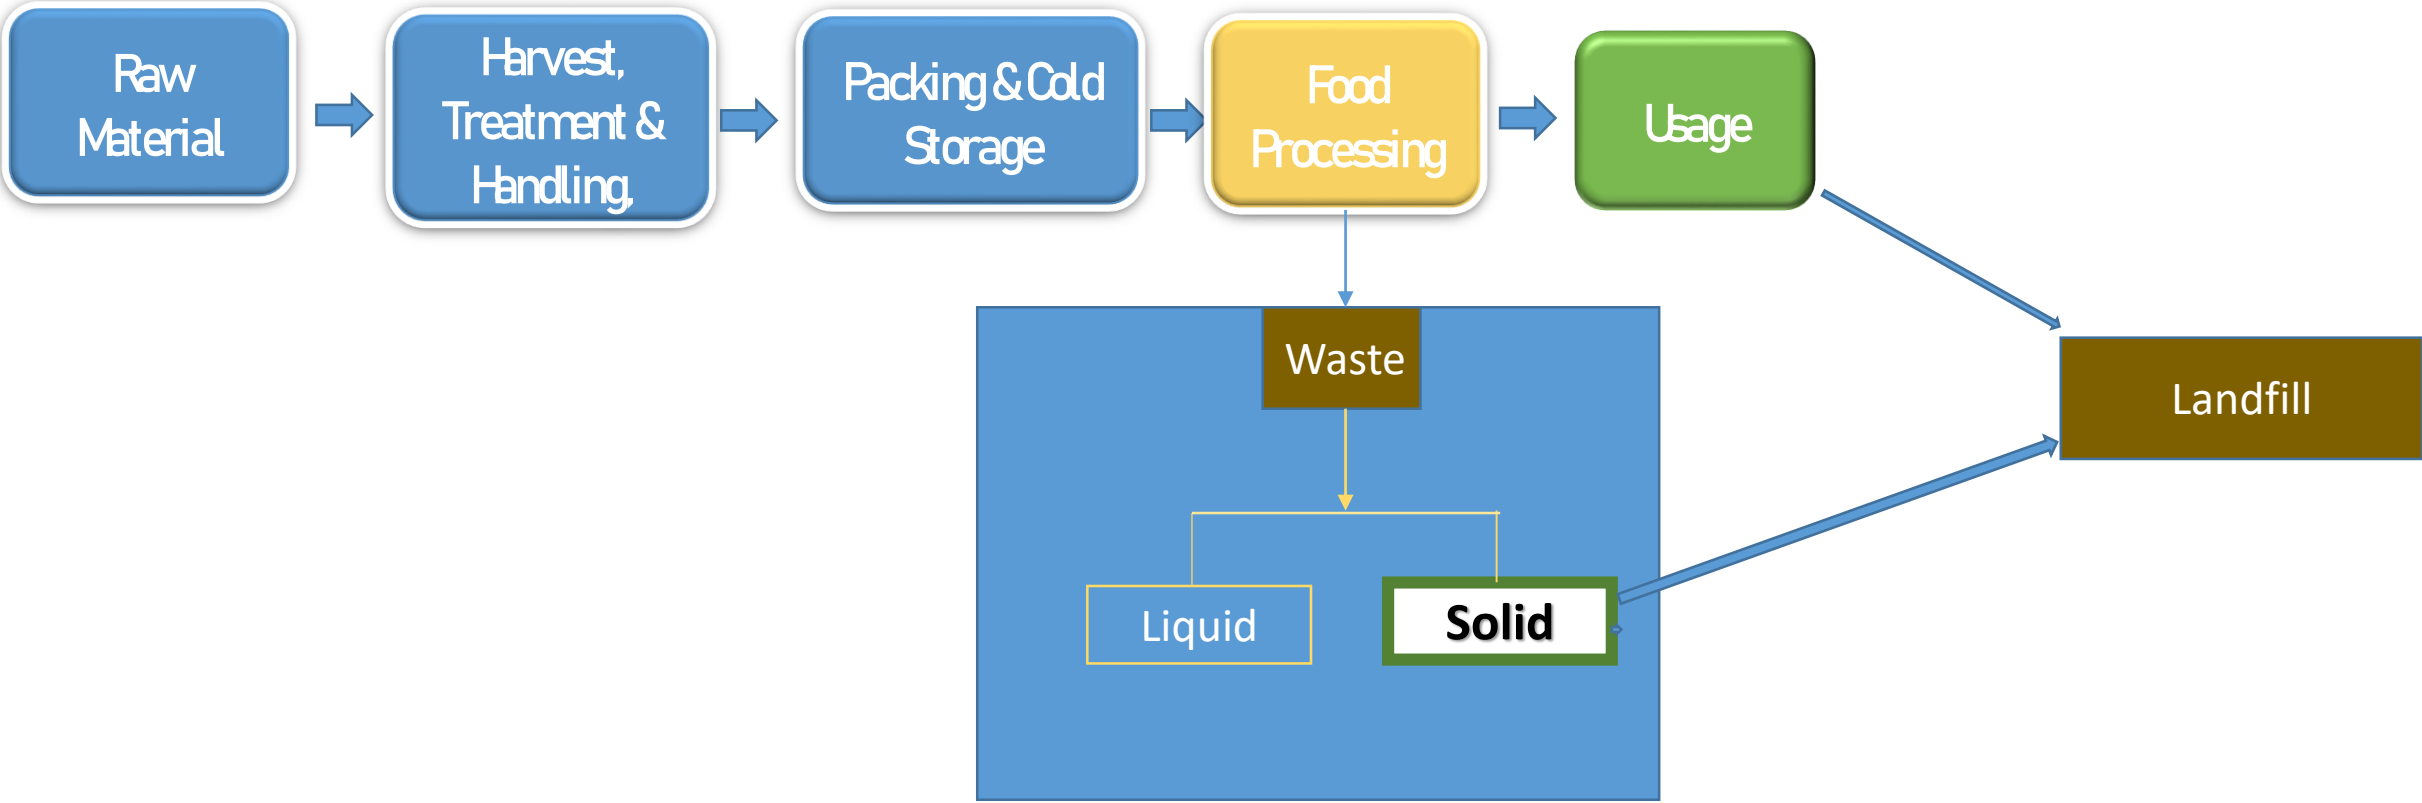 Raw
Material
Harvest,
Treatment &
Handling,
Packing & Cold
Storage
Food
Processing
Usage
Waste
Landfill
Liquid
Solid